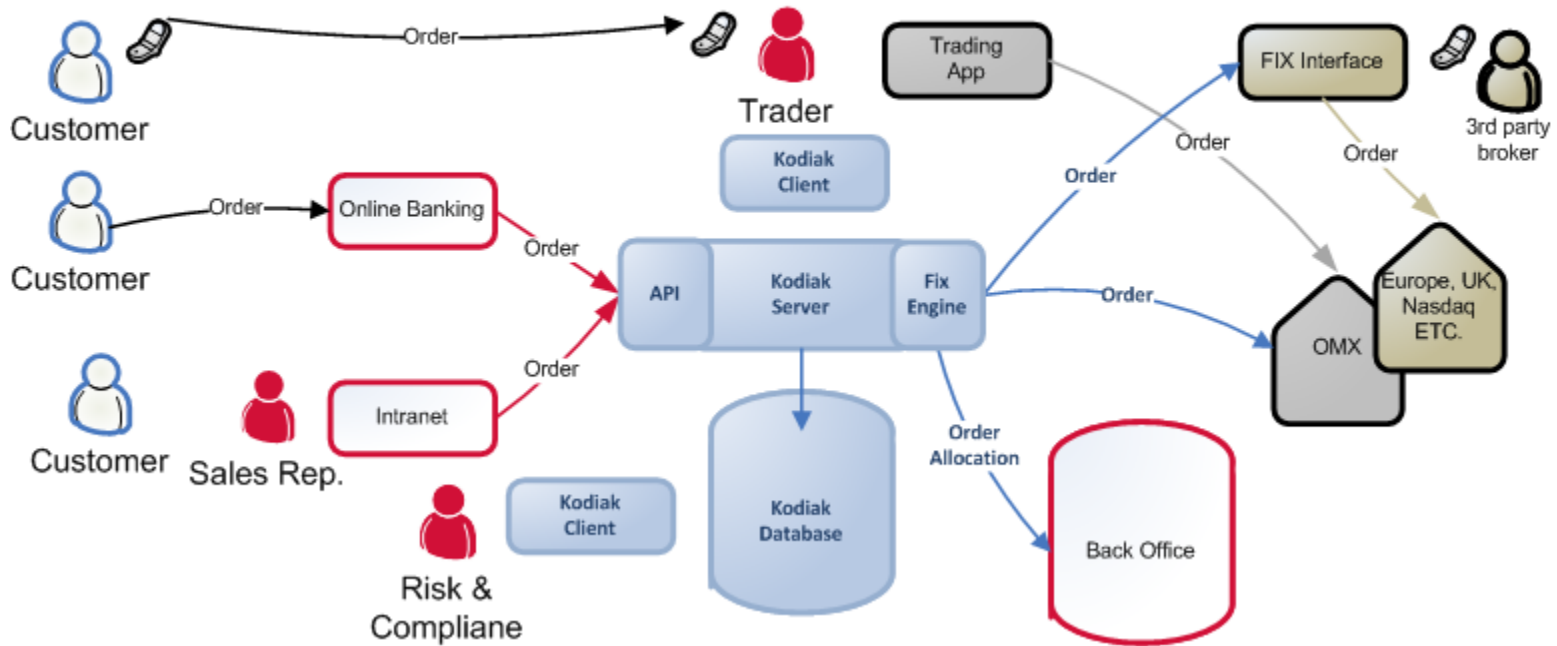 Order
Customer
Trader
Trading
App
FIX Interface
3rd party
broker
Order
Order
Kodiak
Client
Order
Order
Online Banking
Customer
Order
API
Kodiak
Server
Fix
Engine
Order
Europe, UK,
Nasdaq
ETC.
OMX
Order
Intranet
Customer
Sales Rep.
Order
Allocation
Kodiak
Client
Kodiak
Database
Back Office
Risk &
Compliane